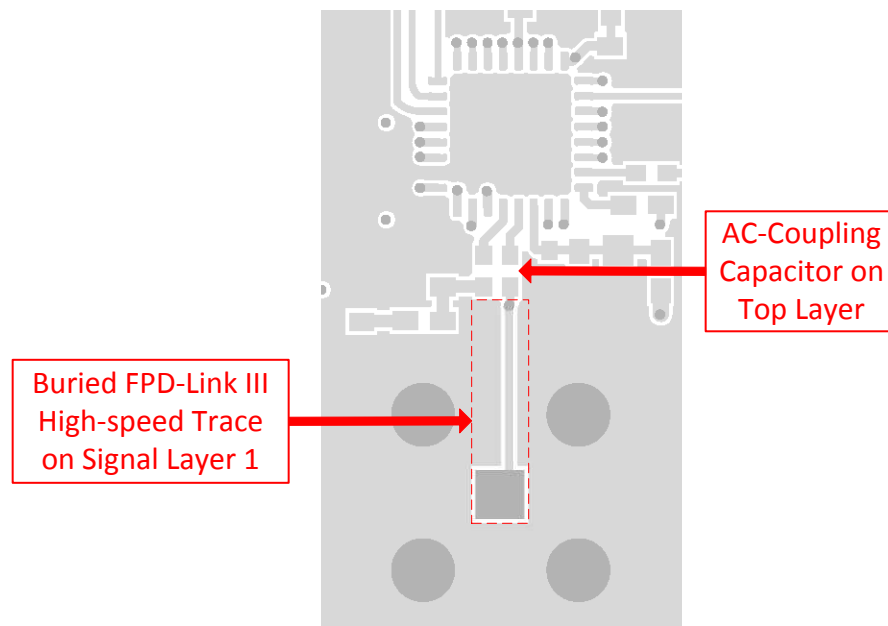 AC-Coupling
Capacitor on
Top Layer
Buried FPD-Link III
High-speed Trace
on Signal Layer 1